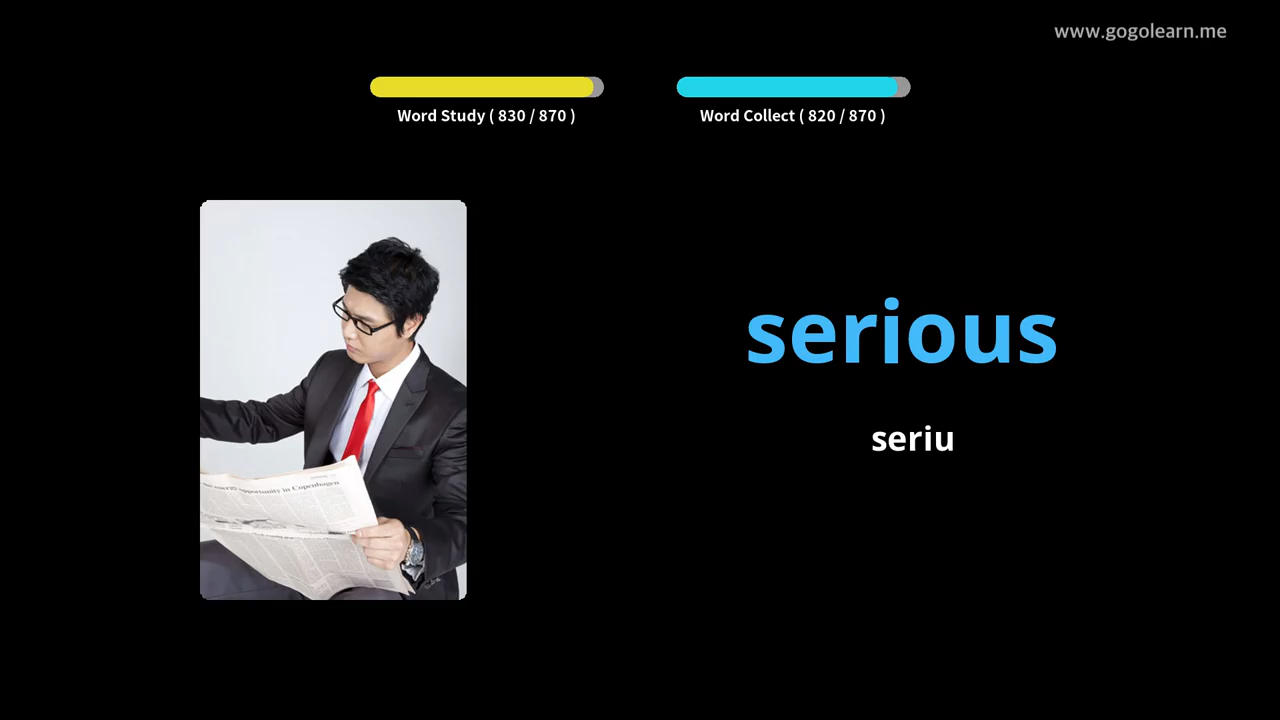 www.gogolearn.me
Word Study ( 830 / 870 )
Word Collect ( 820 / 870 )
serious
seriu
opportunity in Copenhagen